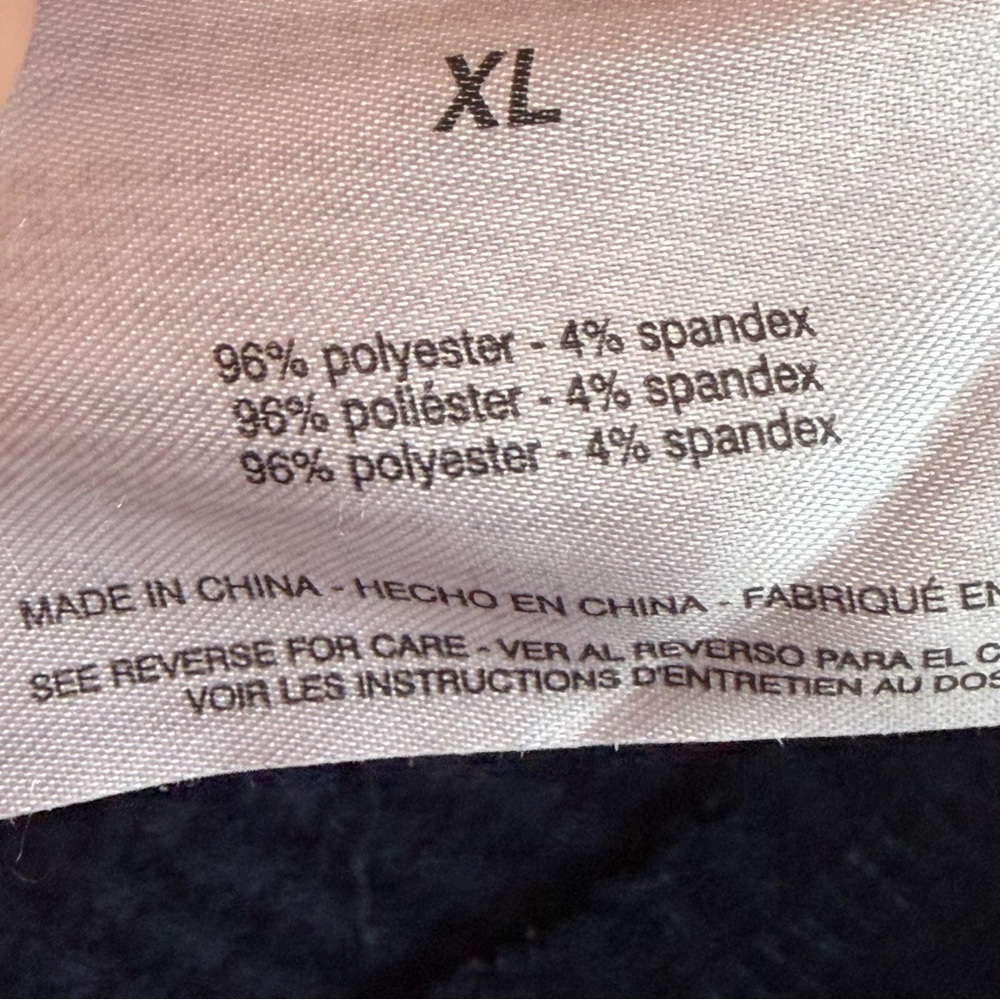 XL
96% polyester - 4% spandex
96% poliéster - 4% spandex
96% polyester - 4% spandex
MADE IN CHINA - HECHO EN CHINA - FABRIQUÉ EN
SEE REVERSE FOR CARE - VER AL REVERSO PARA EL
VOIR LES INSTRUCTIONS D'ENTRETIEN AU